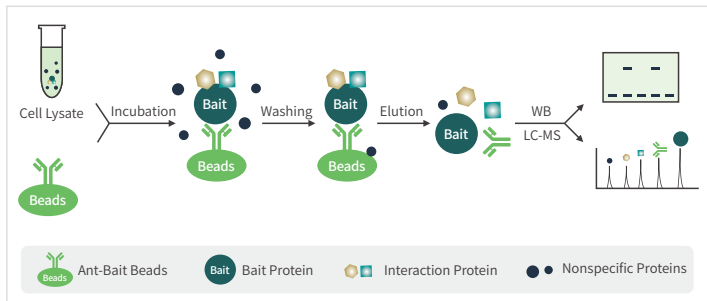 Cell Lysate
Beads
Incubation
Bait
Beads
Washing
Bait
Beads
Elution
Bait
WB
LC-MS
Beads
Ant-Bait Beads
Bait
Bait Protein
Interaction Protein
Nonspecific Proteins